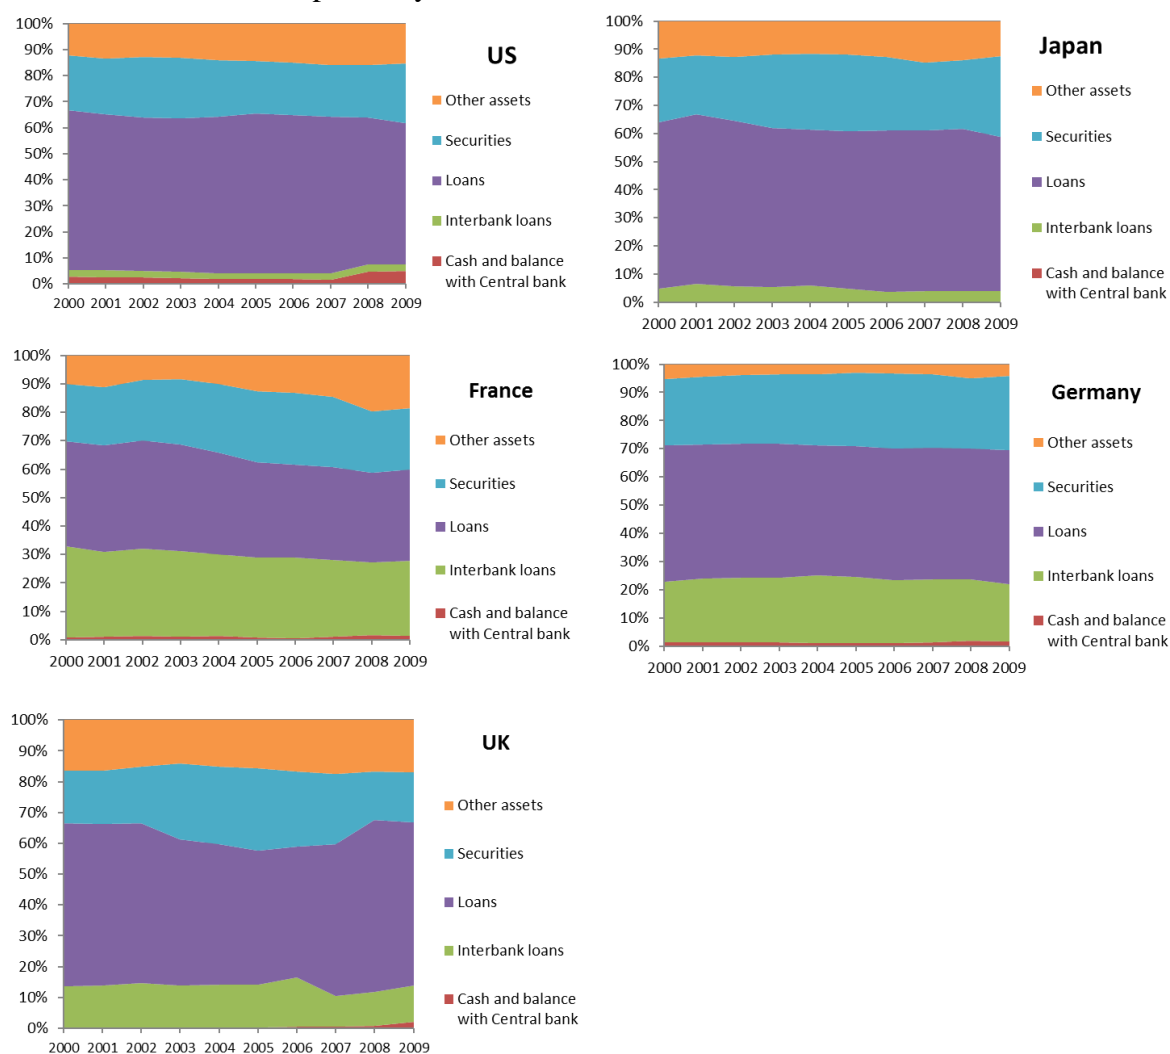 100%
90%
80%
70%
60%
50%
40%
30%
20%
10%
0%
2000 2001 2002 2003 2004 2005 2006 2007 2008 2009
US
Other assets
Securities
Loans
Interbank loans
Cash and balance
with Central bank
100%
90%
80%
70%
60%
50%
40%
30%
20%
10%
0%
2000 2001 2002 2003 2004 2005 2006 2007 2008 2009
Japan
Other assets
Securities
Loans
Interbank loans
Cash and balance
with Central bank
100%
90%
80%
70%
60%
50%
40%
30%
20%
10%
0%
2000 2001 2002 2003 2004 2005 2006 2007 2008 2009
France
Other assets
Securities
Loans
Interbank loans
Cash and balance
with Central bank
100%
90%
80%
70%
60%
50%
40%
30%
20%
10%
0%
2000 2001 2002 2003 2004 2005 2006 2007 2008 2009
Germany
Other assets
Securities
Loans
Interbank loans
Cash and balance
with Central bank
100%
90%
80%
70%
60%
50%
40%
30%
20%
10%
0%
2000 2001 2002 2003 2004 2005 2006 2007 2008 2009
UK
Other assets
Securities
Loans
Interbank loans
Cash and balance
with Central bank